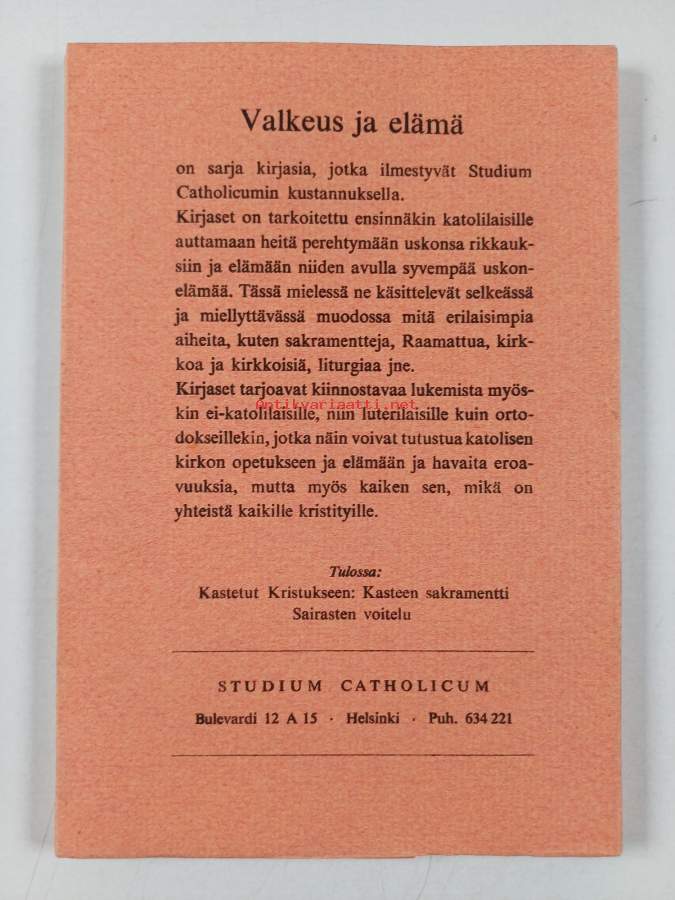 Valkeus ja elämä
on sarja kirjasia, jotka ilmestyvät Studium
Catholicumin kustannuksella.
Kirjaset on tarkoitettu ensinnäkin katolilaisille
auttamaan heitä perehtymään uskonsa rikkauk-
siin ja elämään niiden avulla syvempää uskon-
elämää. Tässä mielessä ne käsittelevät selkeässä
ja miellyttävässä muodossa mitä erilaisimpia
aiheita, kuten sakramentteja, Raamattua, kirk-
koa ja kirkkoisiä, liturgiaa jne.
Kirjaset tarjoavat kiinnostavaa lukemista myös-
Antikvariaatti.net
kin ei-katolilaisille, niin luterilaisille kuin orto-
dokseillekin, jotka näin voivat tutustua katolisen
kirkon opetukseen ja elämään ja havaita eroa-
vuuksia, mutta myös kaiken sen, mikä on
yhteistä kaikille kristityille.
Tulossa:
Kastetut Kristukseen: Kasteen sakramentti
Sairasten voitelu
STUDIUM CATHOLICUM
Bulevardi 12 A 15 · Helsinki · Puh. 634 221